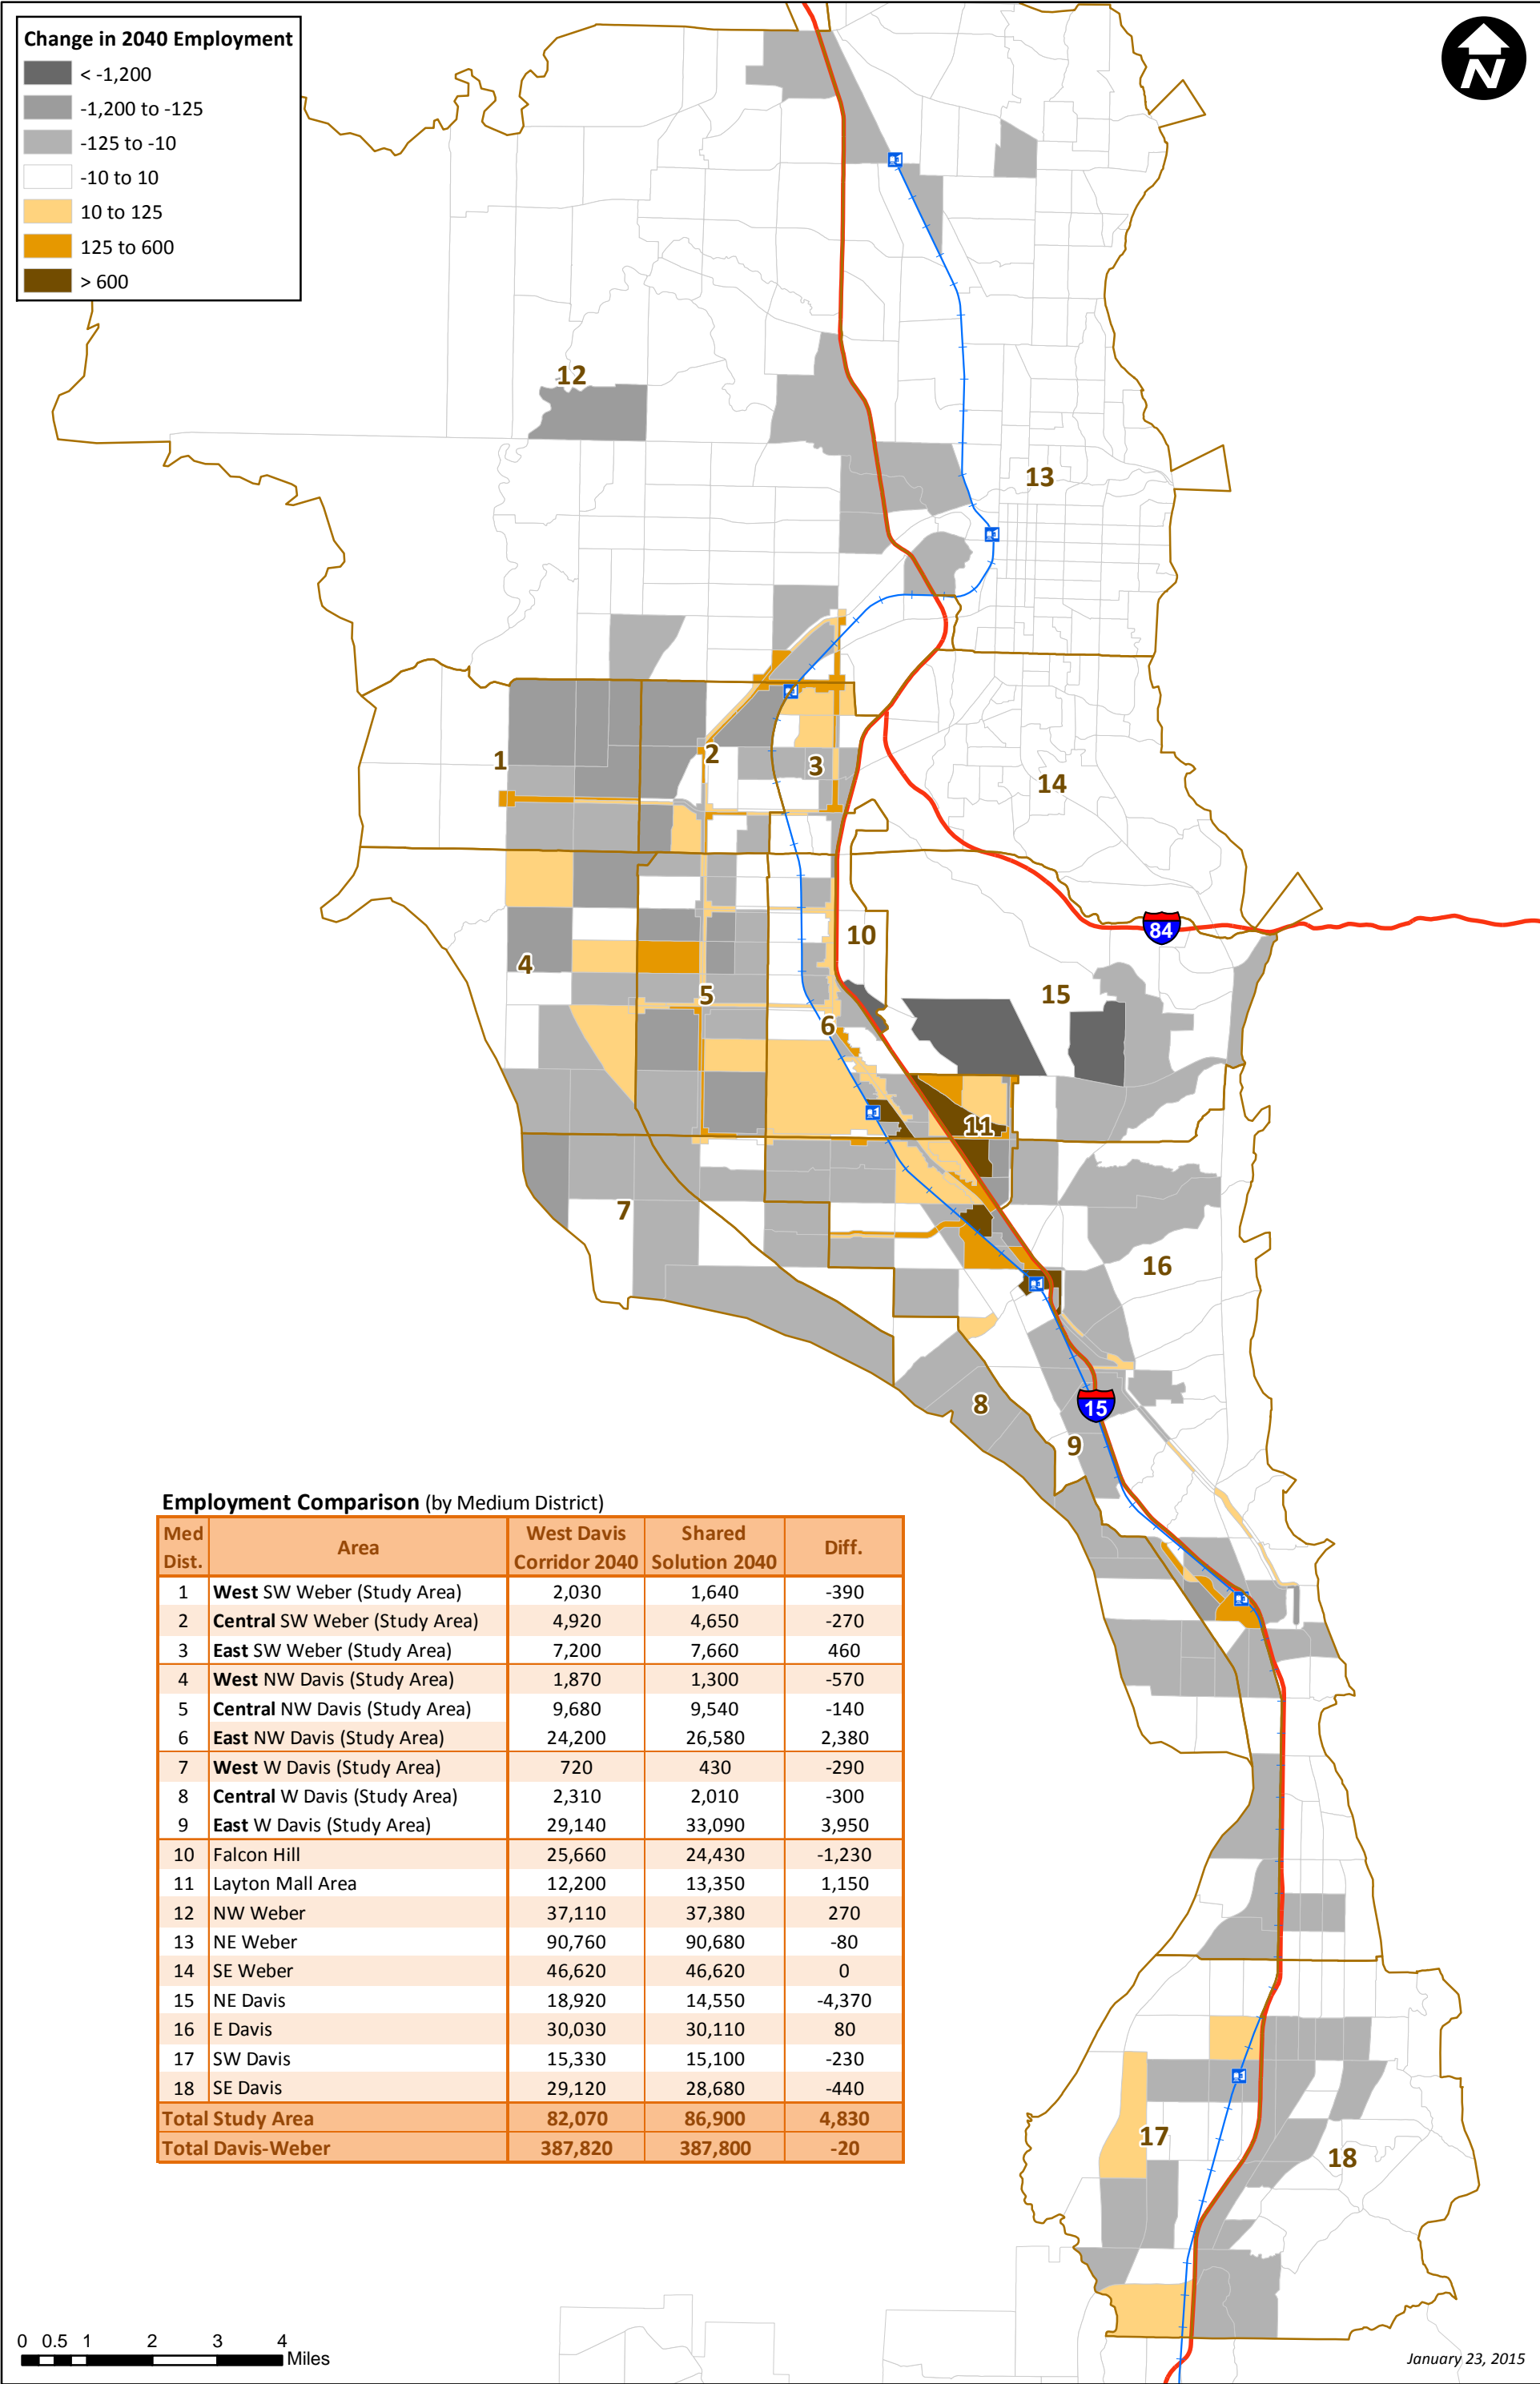 Change in 2040 Employment
< -1,200
-1,200 to -125
-125 to -10
-10 to 10
10 to 125
125 to 600
> 600
N
12
13
1
2
3
14
10
84
4
15
5
6
11
7
16
8
15
9
Employment Comparison (by Medium District)
Med Dist. Area West Davis Corridor 2040 Shared Solution 2040 Diff.
1 West SW Weber (Study Area) 2,030 1,640 -390
2 Central SW Weber (Study Area) 4,920 4,650 -270
3 East SW Weber (Study Area) 7,200 7,660 460
4 West NW Davis (Study Area) 1,870 1,300 -570
5 Central NW Davis (Study Area) 9,680 9,540 -140
6 East NW Davis (Study Area) 24,200 26,580 2,380
7 West W Davis (Study Area) 720 430 -290
8 Central W Davis (Study Area) 2,310 2,010 -300
9 East W Davis (Study Area) 29,140 33,090 3,950
10 Falcon Hill 25,660 24,430 -1,230
11 Layton Mall Area 12,200 13,350 1,150
12 NW Weber 37,110 37,380 270
13 NE Weber 90,760 90,680 -80
14 SE Weber 46,620 46,620 0
15 NE Davis 18,920 14,550 -4,370
16 E Davis 30,030 30,110 80
17 SW Davis 15,330 15,100 -230
18 SE Davis 29,120 28,680 -440
Total Study Area 82,070 86,900 4,830
Total Davis-Weber 387,820 387,800 -20
17
18
0 0.5 1 2 3 4
Miles
January 23, 2015